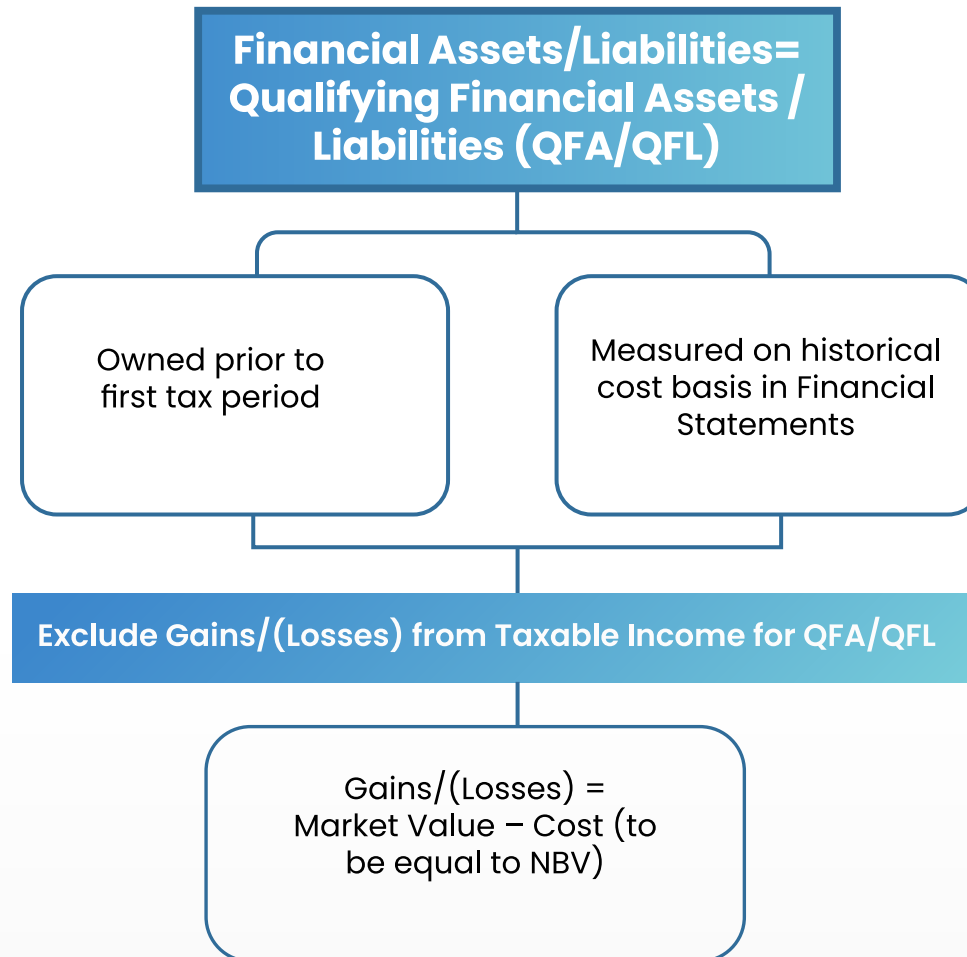 Financial Assets/Liabilities=
Qualifying Financial Assets /
Liabilities (QFA/QFL)
Owned prior to
first tax period
Measured on historical
cost basis in Financial
Statements
Exclude Gains/(Losses) from Taxable Income for QFA/QFL
Gains/(Losses) =
Market Value – Cost (to
be equal to NBV)